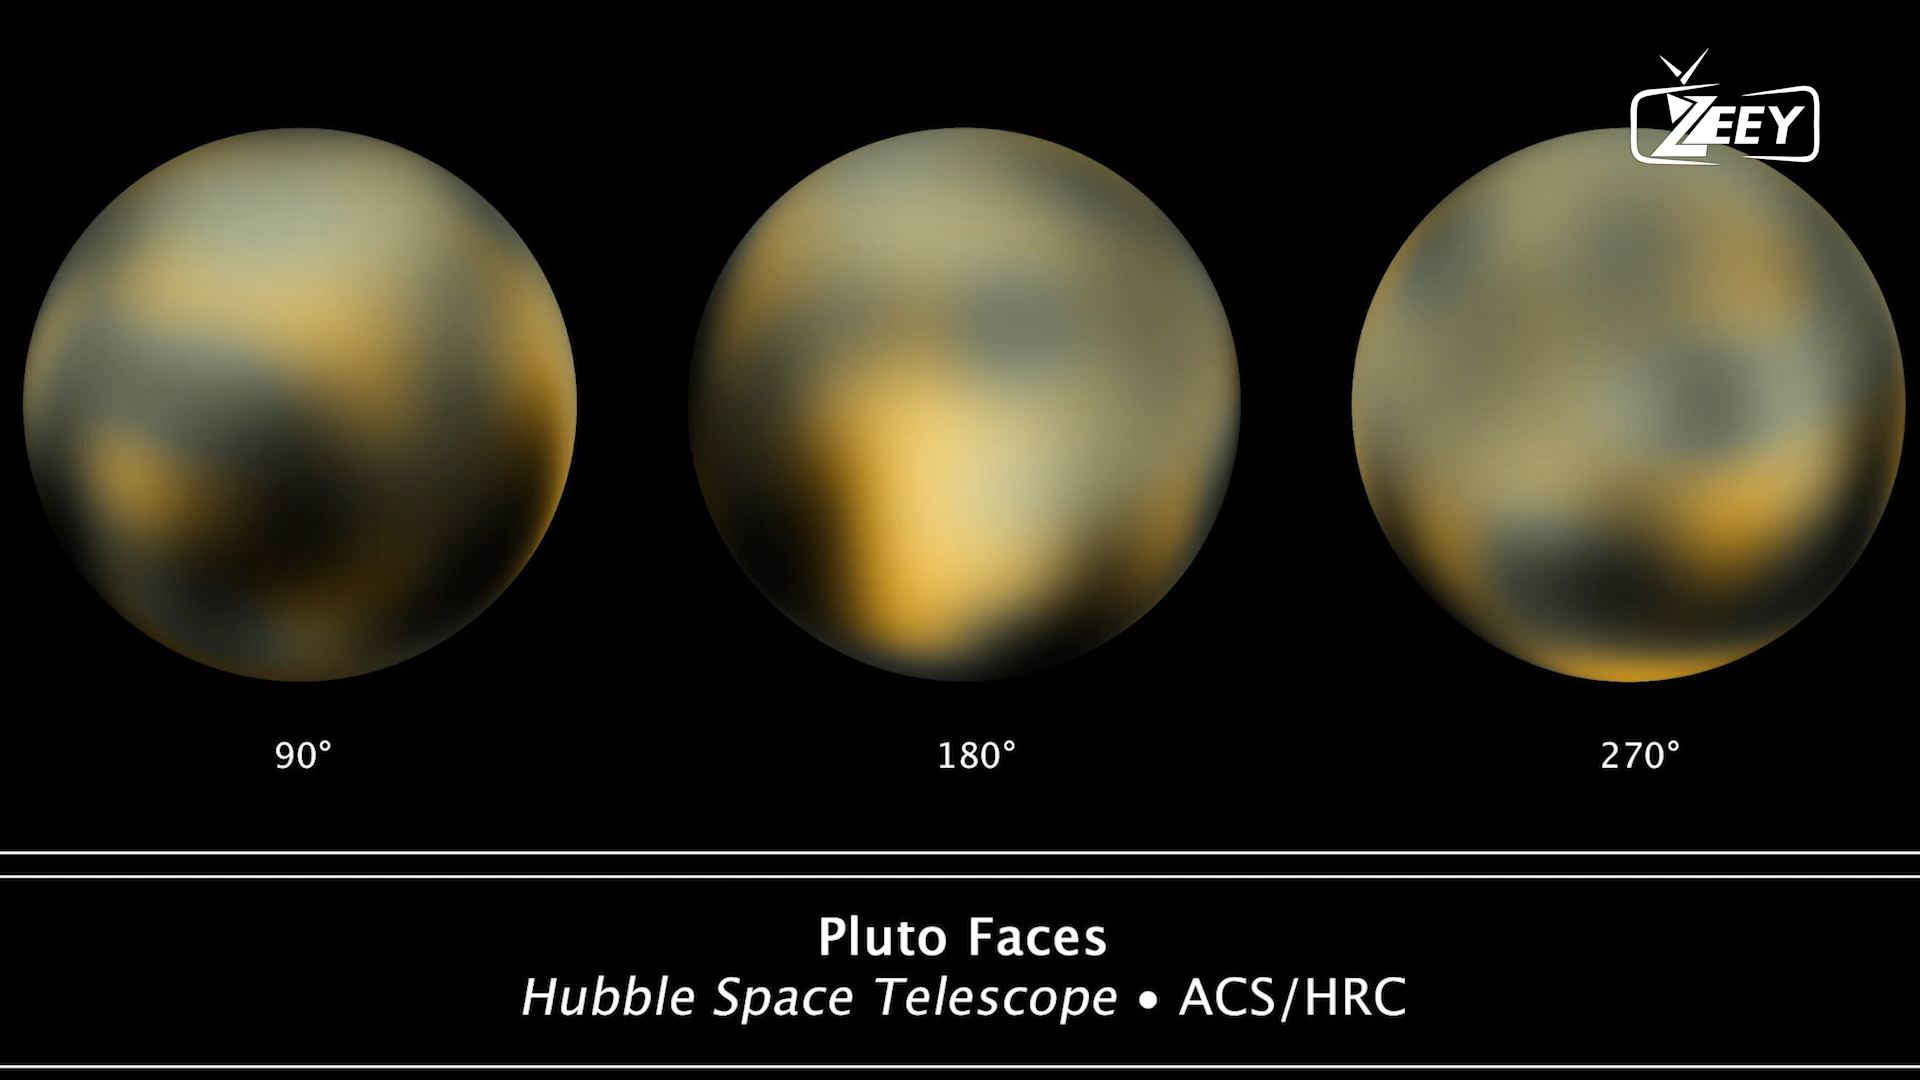 ZEEY
90°
180°
270°
Pluto Faces
Hubble Space Telescope • ACS/HRC